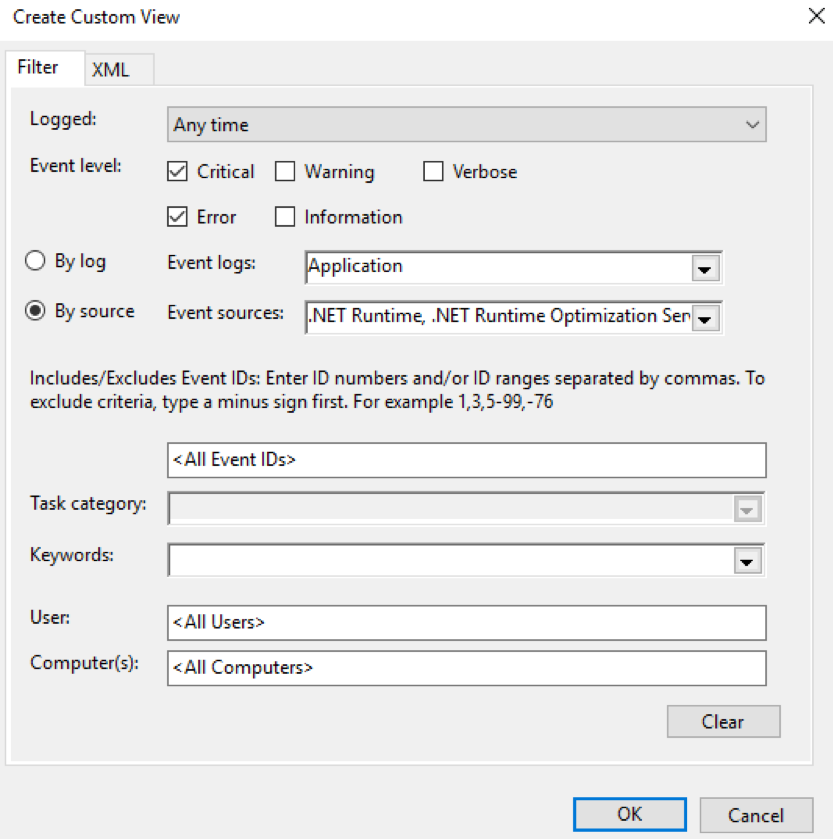 Create Custom View
Filter
XML
Logged:
Any time
Event level:
Critical
Warning
Verbose
Error
Information
By log
Event logs:
Application
By source
Event sources:
.NET Runtime, .NET Runtime Optimization Ser
Includes/Excludes Event IDs: Enter ID numbers and/or ID ranges separated by commas. To
exclude criteria, type a minus sign first. For example 1,3,5-99,-76
<All Event IDs>
Task category:
Keywords:
User:
<All Users>
Computer(s):
<All Computers>
Clear
OK
Cancel